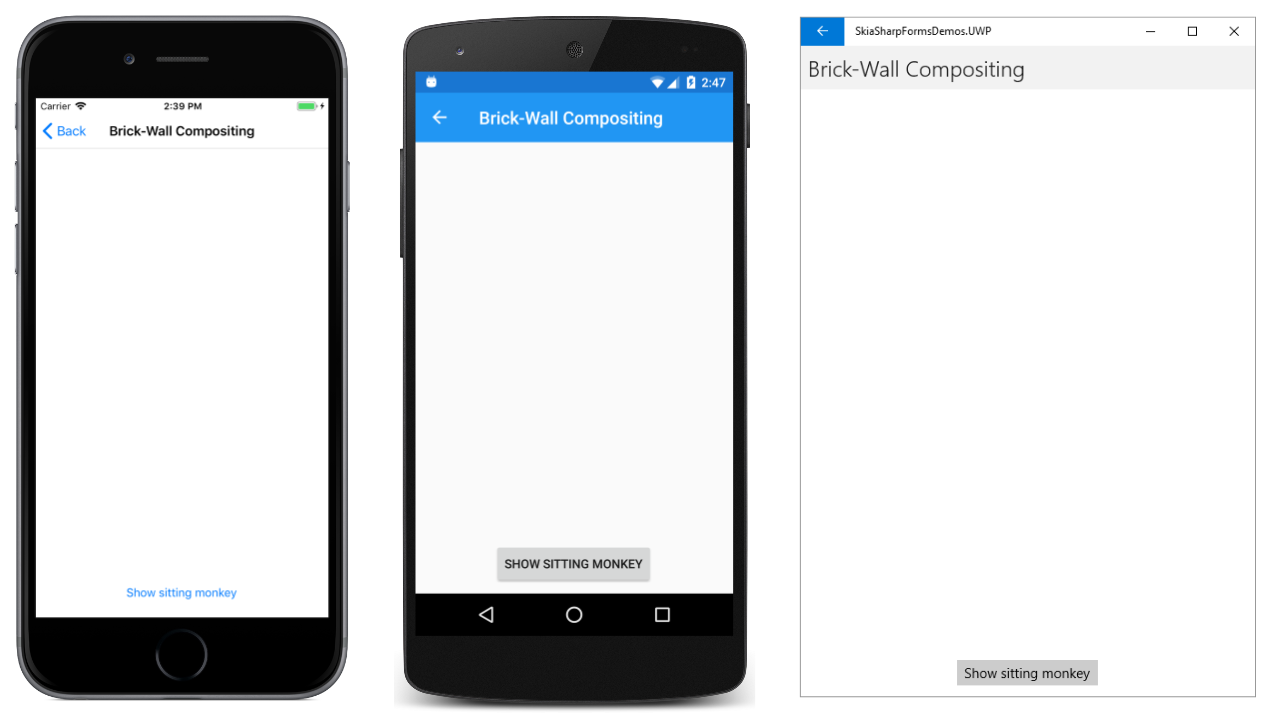 Carrier 2:39 PM
Back Brick-Wall Compositing
Show sitting monkey
2:47
Brick-Wall Compositing
SHOW SITTING MONKEY
SkiaSharpFormsDemos.UWP
Brick-Wall Compositing
Show sitting monkey